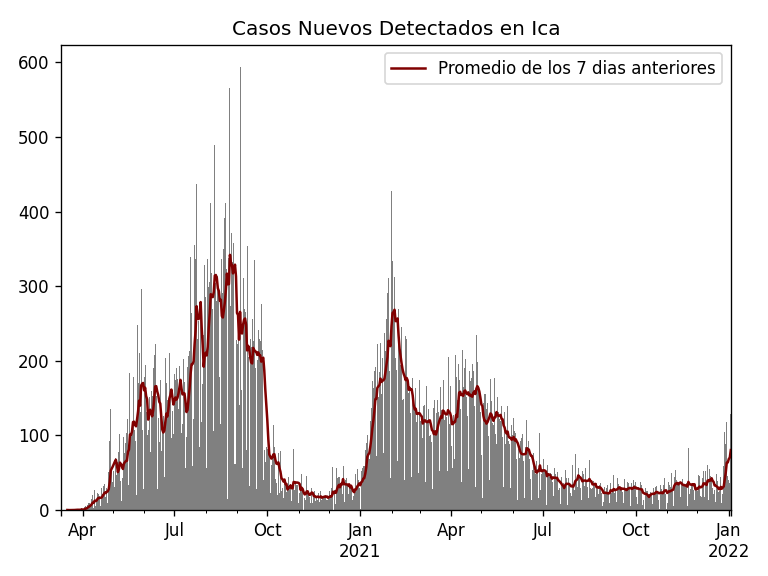 Casos Nuevos Detectados en Ica
Promedio de los 7 dias anteriores
600
500
400
300
200
100
0
Apr Jul Oct Jan Apr Jul Oct Jan
2021 2022